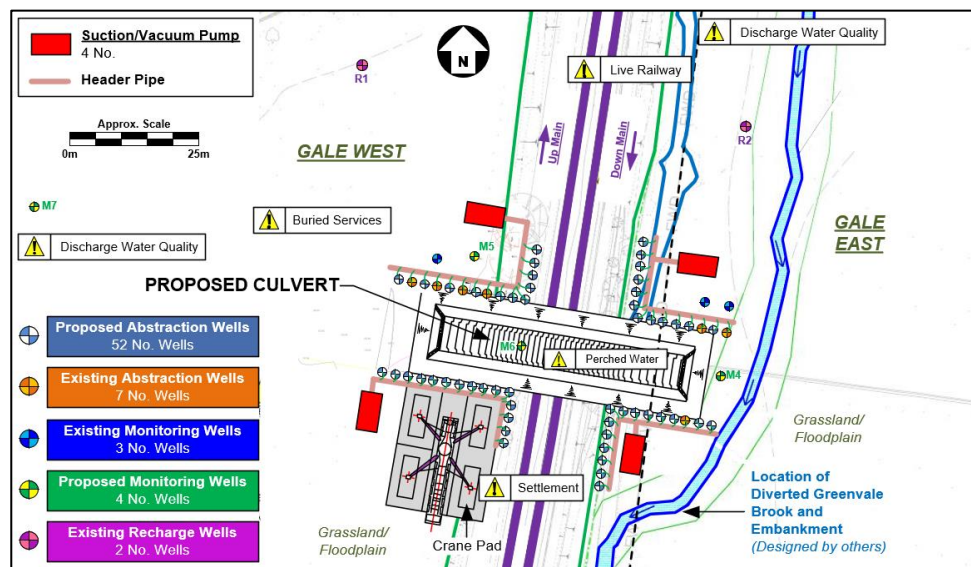 Suction/Vacuum Pump
4 No.
Header Pipe
Approx. Scale
0m
25m
N
R1
Live Railway
Discharge Water Quality
R2
GALE WEST
Up Main
Down Main
M7
Discharge Water Quality
Buried Services
M5
GALE
EAST
PROPOSED CULVERT
M6
Perched Water
M4
Proposed Abstraction Wells
52 No. Wells
Existing Abstraction Wells
7 No. Wells
Existing Monitoring Wells
3 No. Wells
Proposed Monitoring Wells
4 No. Wells
Existing Recharge Wells
2 No. Wells
Grassland/
Floodplain
Settlement
Crane Pad
Grassland/
Floodplain
Location of
Diverted Greenvale
Brook and
Embankment
(Designed by others)